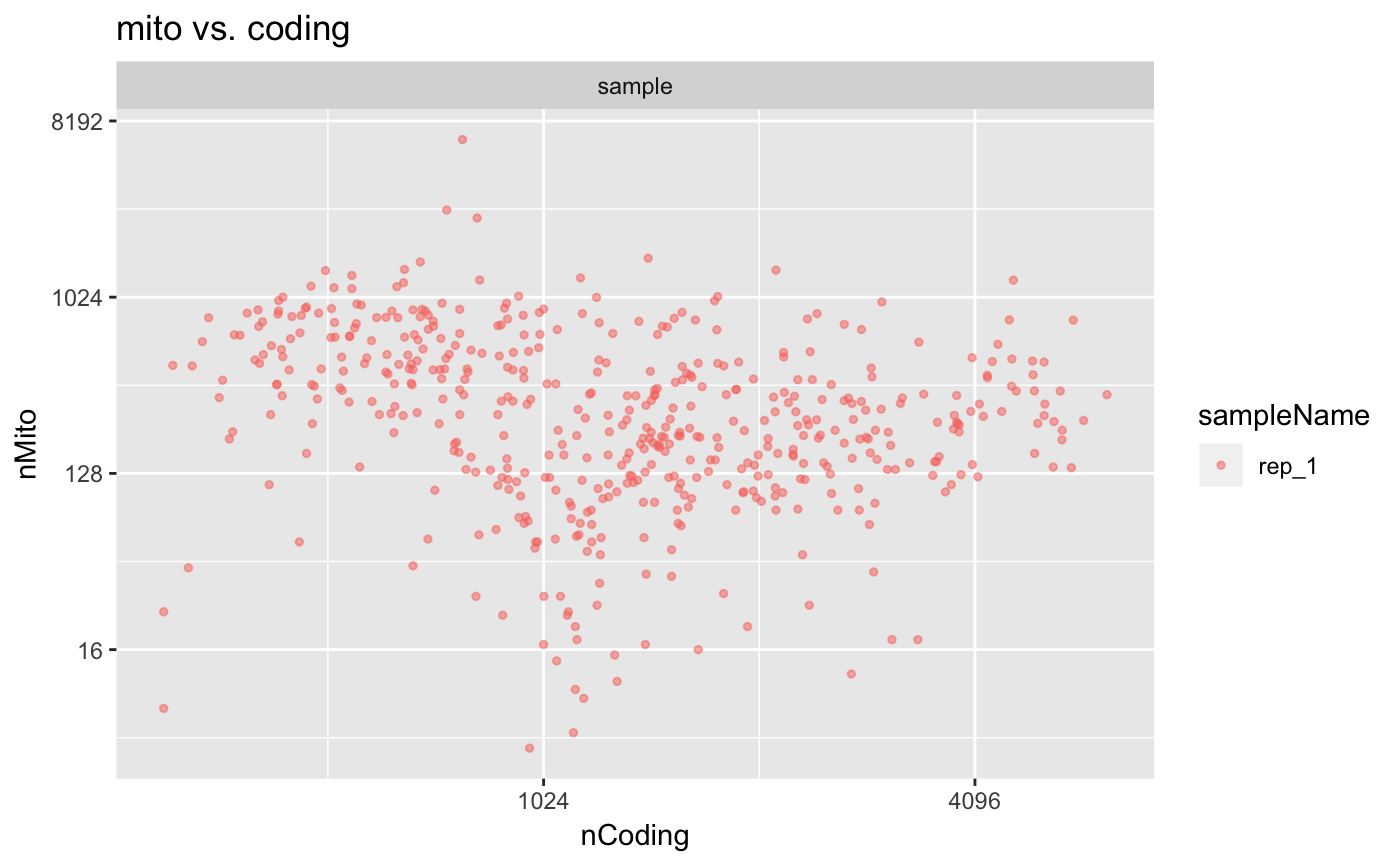 mito vs. coding
sample
8192
1024
128
16
nMito
1024
4096
nCoding
sampleName
rep_1